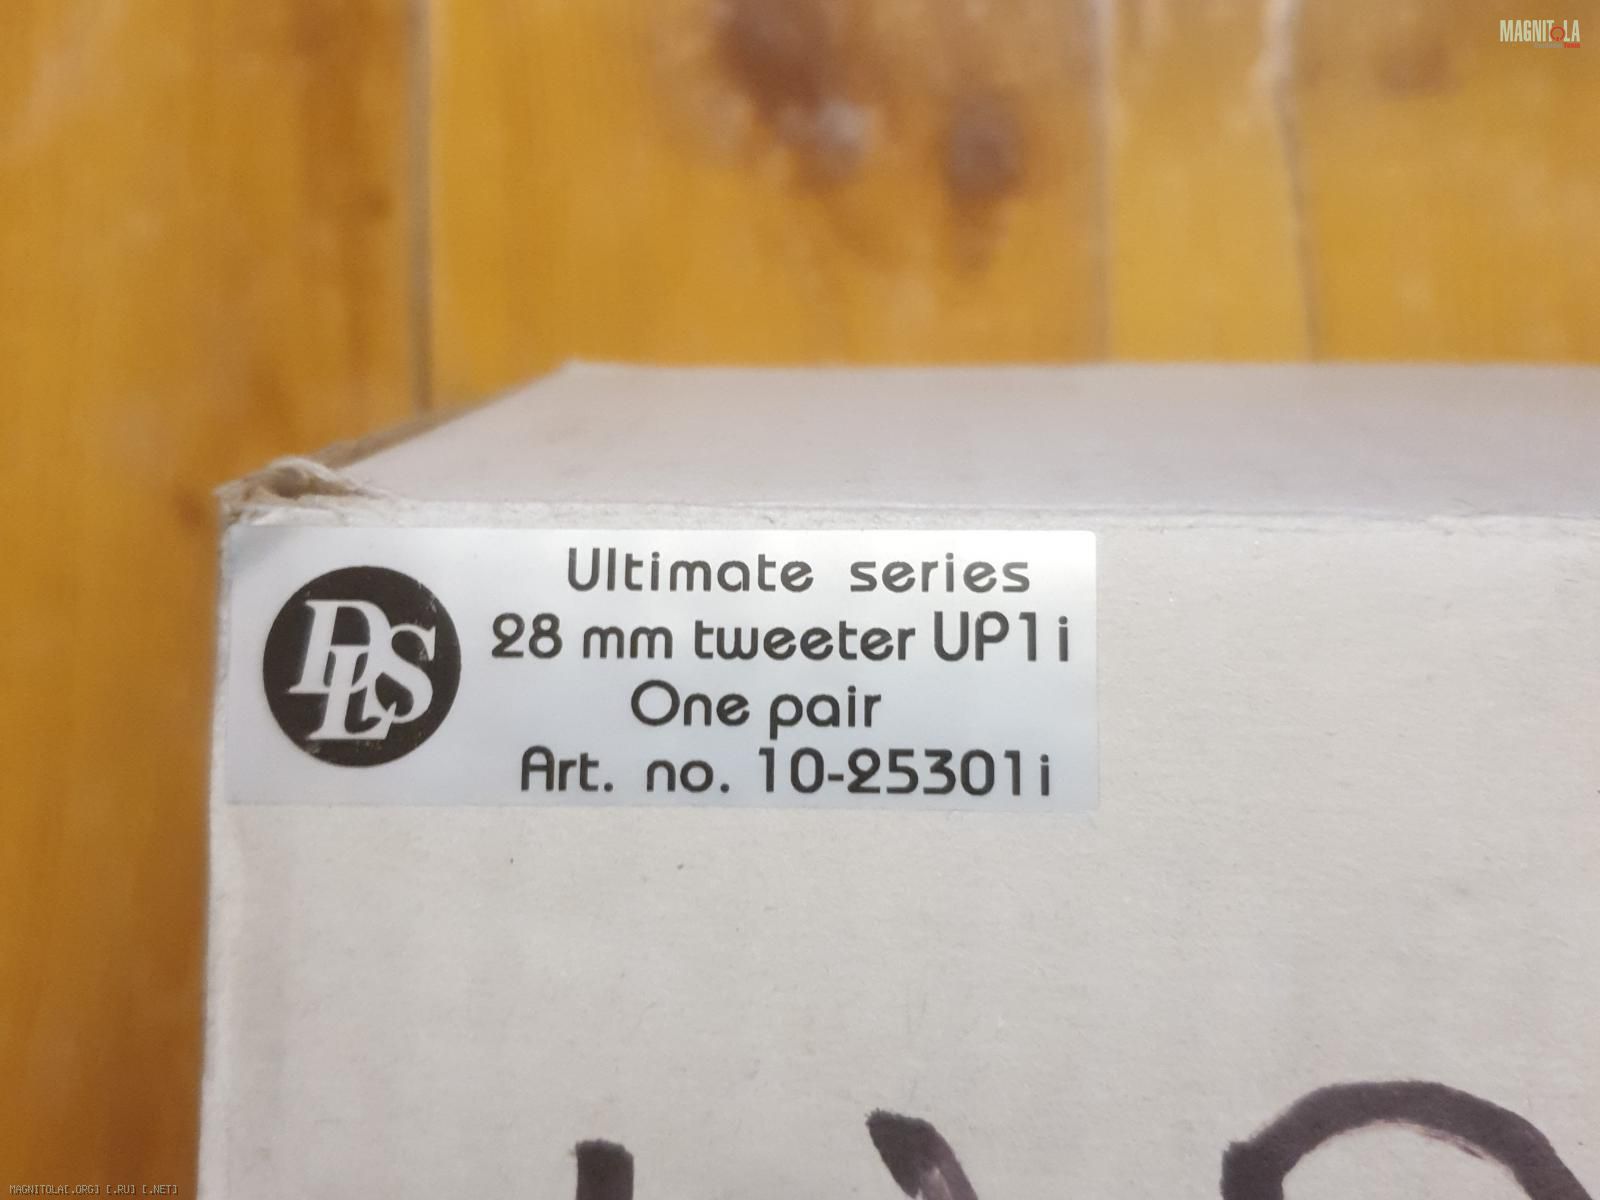 MAGNITOLA
DLS
Ultimate series
28 mm tweeter UP1i
One pair
Art. no. 10-25301i
MAGNITOLA[.ORG] [.RU] [.NET]